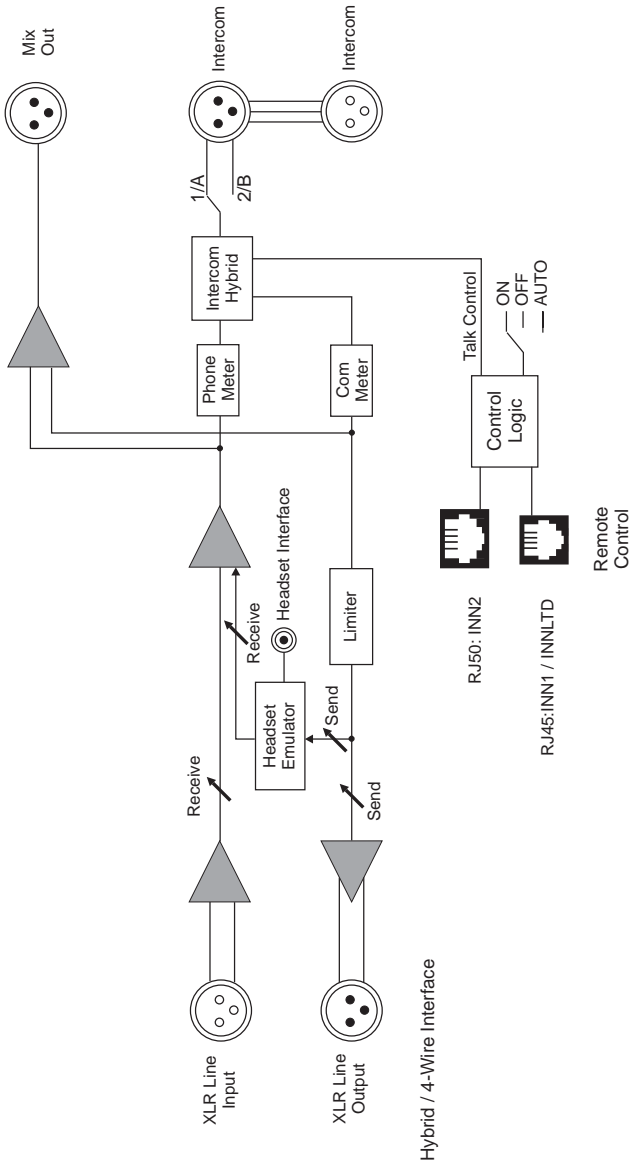 Mix
Out
Intercom
Intercom
1/A
2/B
Intercom
Hybrid
Phone
Meter
Com
Meter
Talk Control
ON
OFF
AUTO
Control
Logic
Headset Interface
Receive
Limiter
RJ50: INN2
RJ45:INN1 / INNLTD
Remote
Control
Headset
Emulator
Send
Receive
Send
XLR Line
Input
XLR Line
Output
Hybrid / 4-Wire Interface